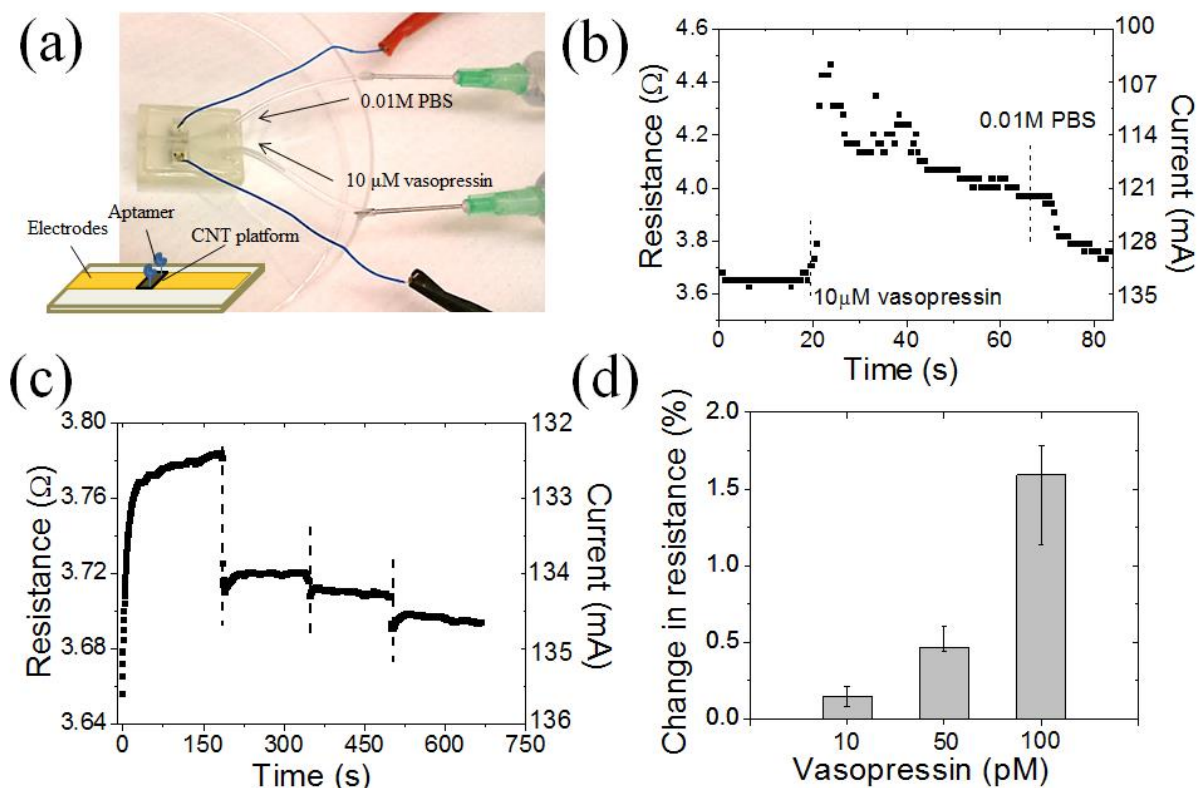 (a)
0.01M PBS
10 µM vasopressin
Aptamer
Electrodes
CNT platform
(b)
4.6
4.4
4.2
4.0
3.8
3.6
Resistance (Ω)
100
107
114
121
128
135
Current (mA)
0.01M PBS
10µM vasopressin
0 20 40 60 80
Time (s)
(c)
3.80
3.76
3.72
3.68
3.64
Resistance (Ω)
132
133
134
135
136
Current (mA)
0 150 300 450 600 750
Time (s)
(d)
2.0
1.5
1.0
0.5
0.0
Change in resistance (%)
10 50 100
Vasopressin (pM)